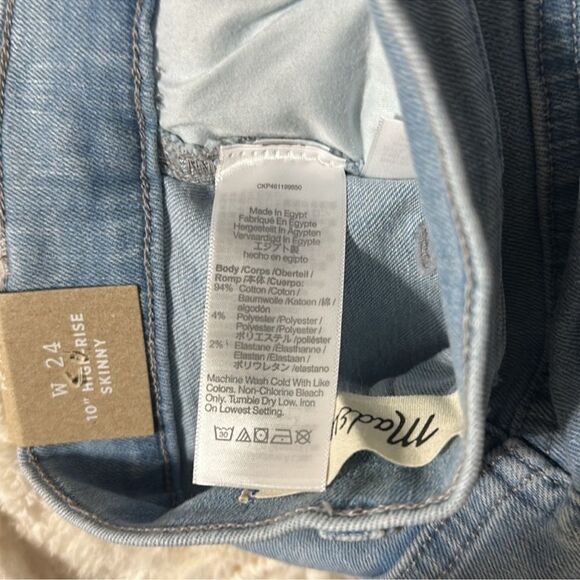 CKP461199850
Made In Egypt
Fabriqué En Egypte
Hergestellt In Ägypten
Vervaardigd In Egypte
エジプト製
hecho en egipto
Body /Corps /Oberteil /
Romp /本体 /Cuerpo:
94% Cotton /Coton /
Baumwolle /Katoen /綿 /
algodón
4% Polyester /Polyester /
Polyester /Polyester /
ポリエステル /poliéster
2% Elastane /Élasthanne /
Elastan /Elastaan /
ポリウレタン /elastano
Machine Wash Cold With Like
Colors. Non-Chlorine Bleach
Only. Tumble Dry Low. Iron
On Lowest Setting.
30
W 24
10" HIGH RISE
SKINNY